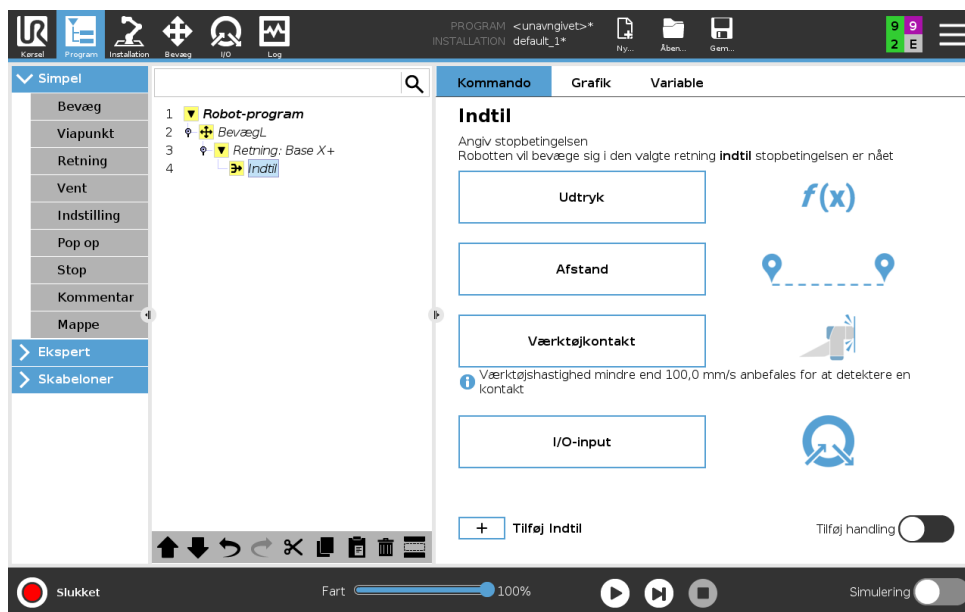 UR
PROGRAM <unavngivet>*
INSTALLATION default_1*
Kørsel Program Installation Bevæg I/O Log Ny... Åben... Gem...
9 9
2 E
Simpel
Bevæg
Viapunkt
Retning
Vent
Indstilling
Pop op
Stop
Kommentar
Mappe
Ekspert
Skabeloner
1 Robot-program
2 BevægL
3 Retning: Base X+
4 Indtil
Kommando Grafik Variable
Indtil
Angiv stopbetingelsen
Robotten vil bevæge sig i den valgte retning indtil stopbetingelsen er nået
Udtryk f(x)
Afstand
Værktøjkontakt
Værktøjshastighed mindre end 100,0 mm/s anbefales for at detektere en
kontakt
I/O-input
+ Tilføj Indtil Tilføj handling
Slukket Fart 100% Simulering